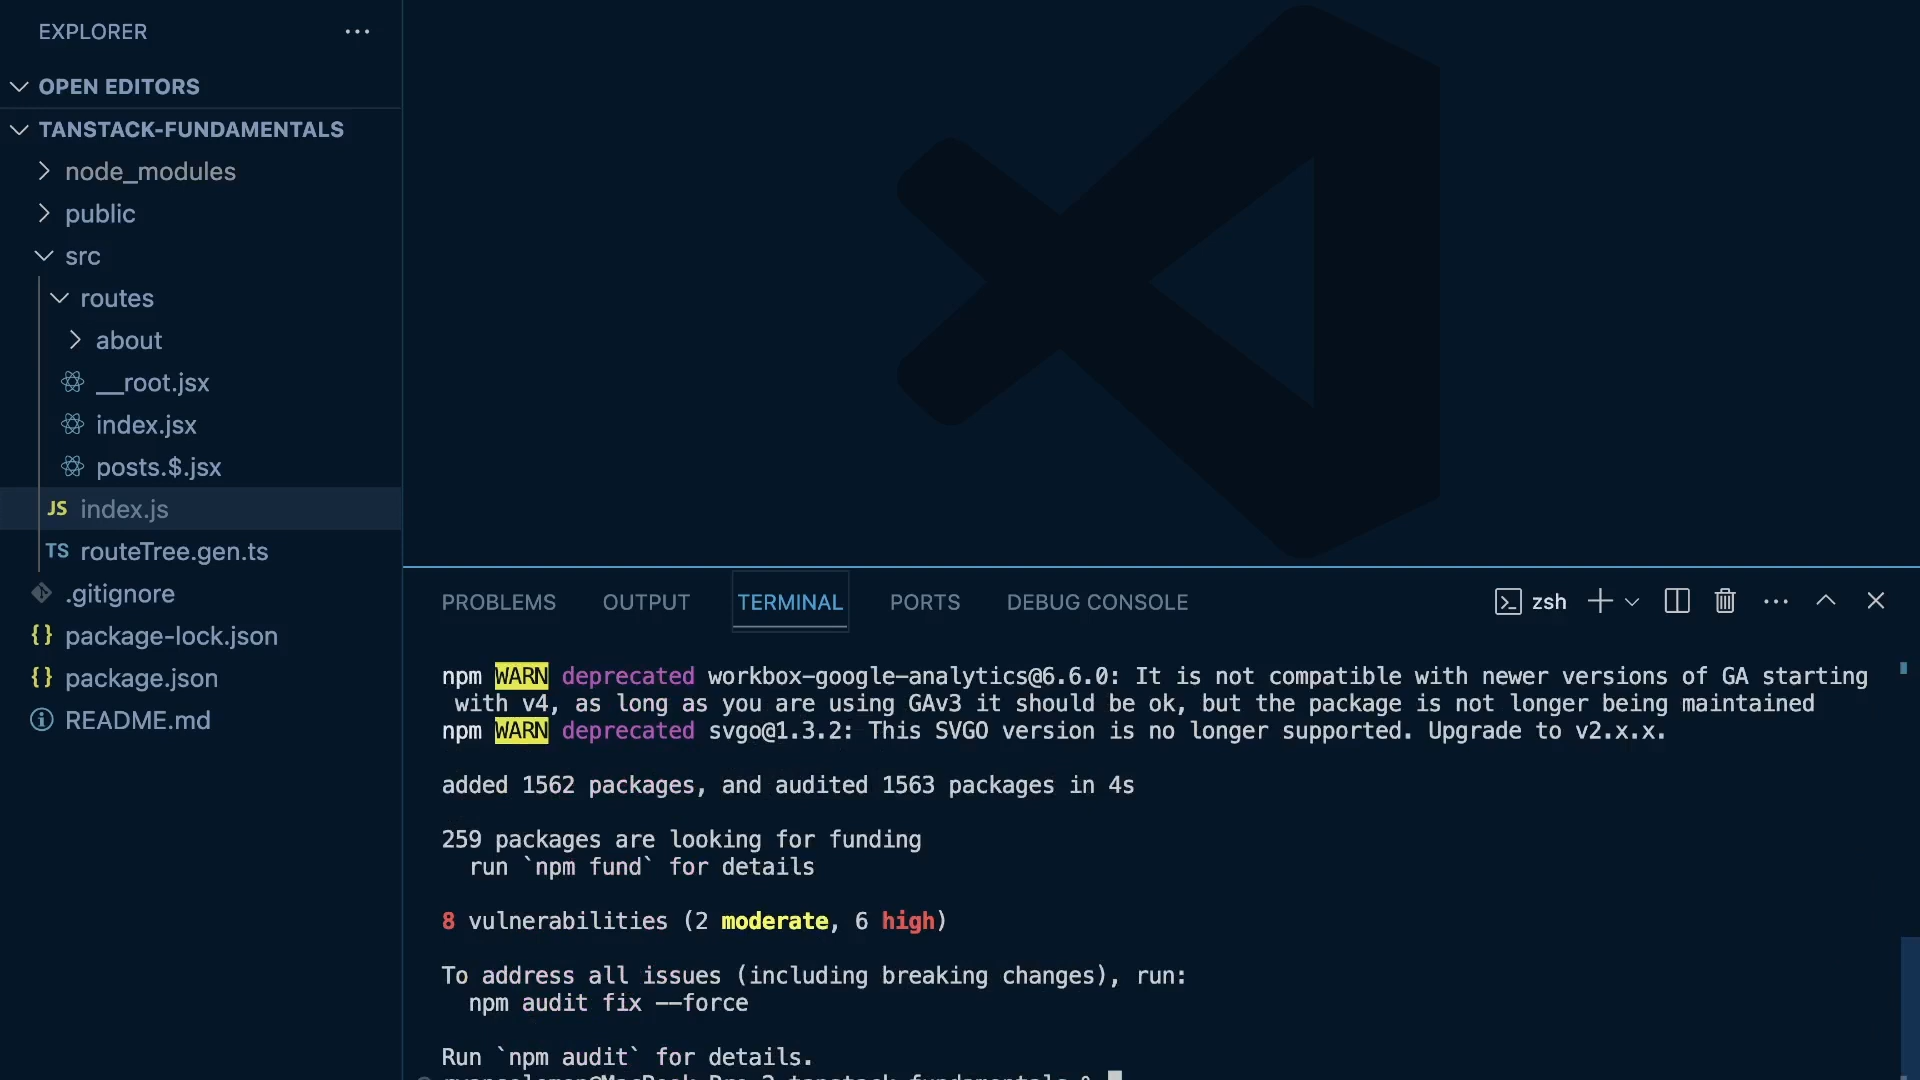 EXPLORER
OPEN EDITORS
TANSTACK-FUNDAMENTALS
node_modules
public
src
routes
about
__root.jsx
index.jsx
posts.$.jsx
JS index.js
TS routeTree.gen.ts
.gitignore
{} package-lock.json
{} package.json
README.md
PROBLEMS OUTPUT TERMINAL PORTS DEBUG CONSOLE zsh
npm WARN deprecated workbox-google-analytics@6.6.0: It is not compatible with newer versions of GA starting
with v4, as long as you are using GAv3 it should be ok, but the package is not longer being maintained
npm WARN deprecated svgo@1.3.2: This SVGO version is no longer supported. Upgrade to v2.x.x.
added 1562 packages, and audited 1563 packages in 4s
259 packages are looking for funding
run `npm fund` for details
8 vulnerabilities (2 moderate, 6 high)
To address all issues (including breaking changes), run:
npm audit fix --force
Run `npm audit` for details.